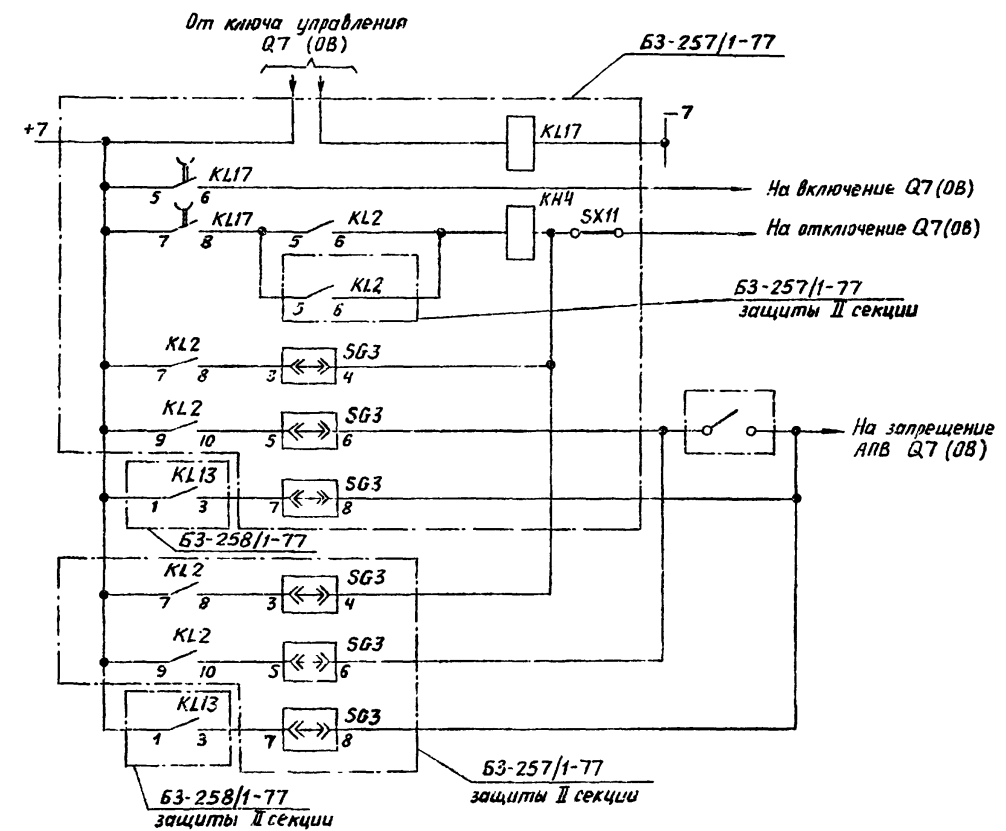 От ключа управления
Q7 (ОВ)
БЗ-257/1-77
+7
KL17
-7
KL17
5 6
На включение Q7(ОВ)
KL17
7 8
KL2
5 6
KH4
SX11
На отключение Q7(ОВ)
KL2
5 6
БЗ-257/1-77
защиты II секции
KL2
7 8
SG3
3 4
KL2
9 10
SG3
5 6
На запрещение
АПВ Q7(ОВ)
KL13
1 3
SG3
7 8
БЗ-258/1-77
KL2
7 8
SG3
3 4
KL2
9 10
SG3
5 6
KL13
1 3
SG3
7 8
БЗ-257/1-77
защиты II секции
БЗ-258/1-77
защиты II секции